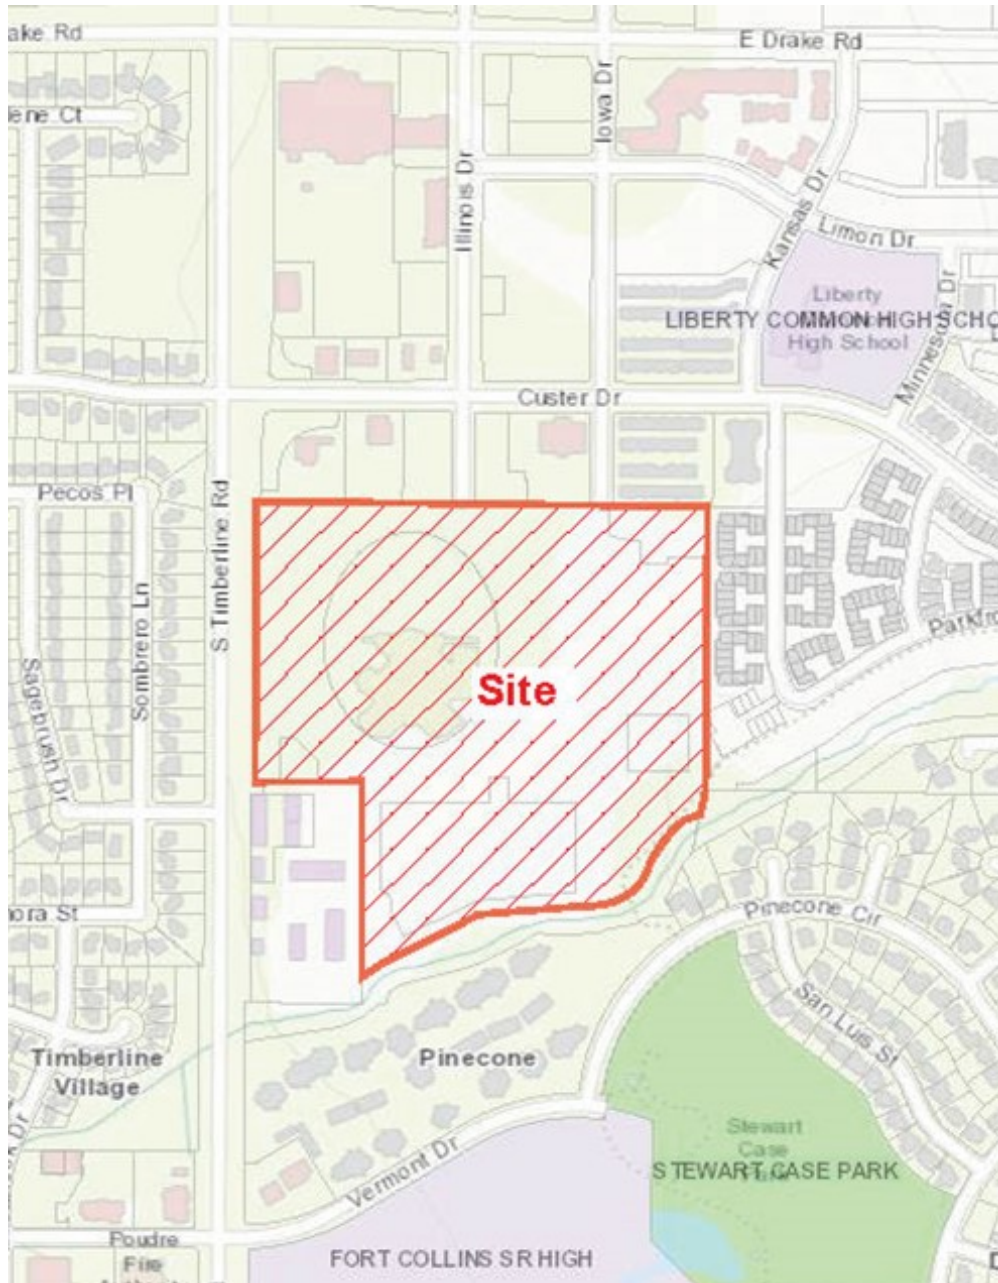 ake Rd
E Drake Rd
ene Ct
Iowa Dr
Illinois Dr
Kansas Dr
Limon Dr
Liberty
LIBERTY COMMON HIGH SCHO
High School
Minnesota Dr
Custer Dr
Pecos Pl
S Timberline Rd
Sombrero Ln
Sagebrush Dr
Parkfr
Site
ora St
Pinecone Cir
San Luis St
Timberline
Village
Pinecone
Stewart
Case
STEWART CASE PARK
Vermont Dr
Dr
Poudre
Fire
FORT COLLINS SR HIGH